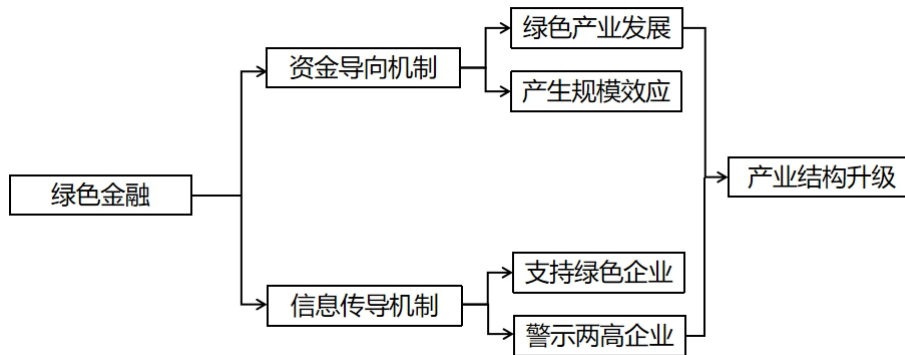 绿色金融
资金导向机制
绿色产业发展
产生规模效应
信息传导机制
支持绿色企业
警示两高企业
产业结构升级